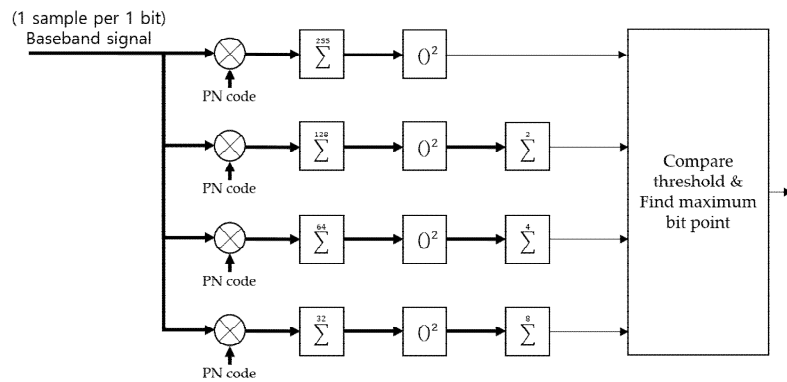 (1 sample per 1 bit)
Baseband signal
255
∑
()²
PN code
128
∑
()²
2
∑
PN code
64
∑
()²
4
∑
PN code
32
∑
()²
8
∑
PN code
Compare
threshold &
Find maximum
bit point